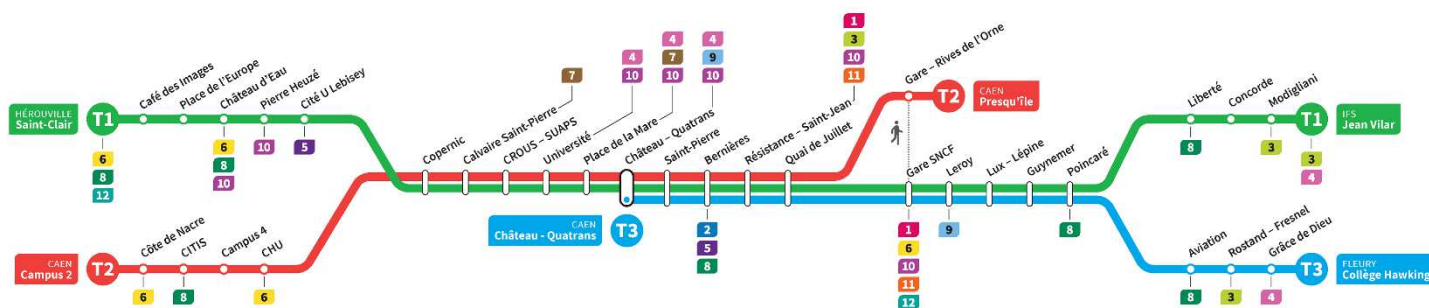 HÉROUVILLE
Saint-Clair
T1
6
8
12
Café des Images
Place de l'Europe
Château d'Eau
6
8
10
Pierre Heuzé
10
Cité U Lebisey
5
CAEN
Campus 2
T2
Côte de Nacre
6
CITIS
8
Campus 4
CHU
6
Copernic
Calvaire Saint-Pierre
7
CROUS – SUAPS
Université
4
10
Place de la Mare
4
7
10
Château – Quatrans
4
9
10
CAEN
Château - Quatrans
T3
Saint-Pierre
Bernières
2
5
8
Résistance – Saint-Jean
1
3
10
11
Quai de Juillet
Gare – Rives de l'Orne
T2
CAEN
Presqu'île
Gare SNCF
1
6
10
11
12
Leroy
9
Lux – Lépine
Guynemer
Poincaré
8
Liberté
8
Concorde
Modigliani
3
T1
3
4
IFS
Jean Vilar
Aviation
8
Rostand – Fresnel
3
Grâce de Dieu
4
T3
FLEURY
Collège Hawking